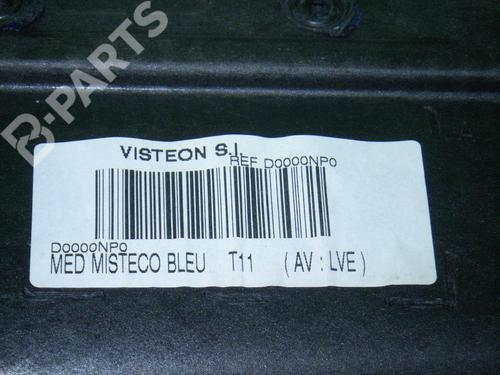 B-PARTS
VISTEON S.I.
REF D0000NP0
D0000NP0
MED MISTECO BLEU T11 ( AV : LVE )